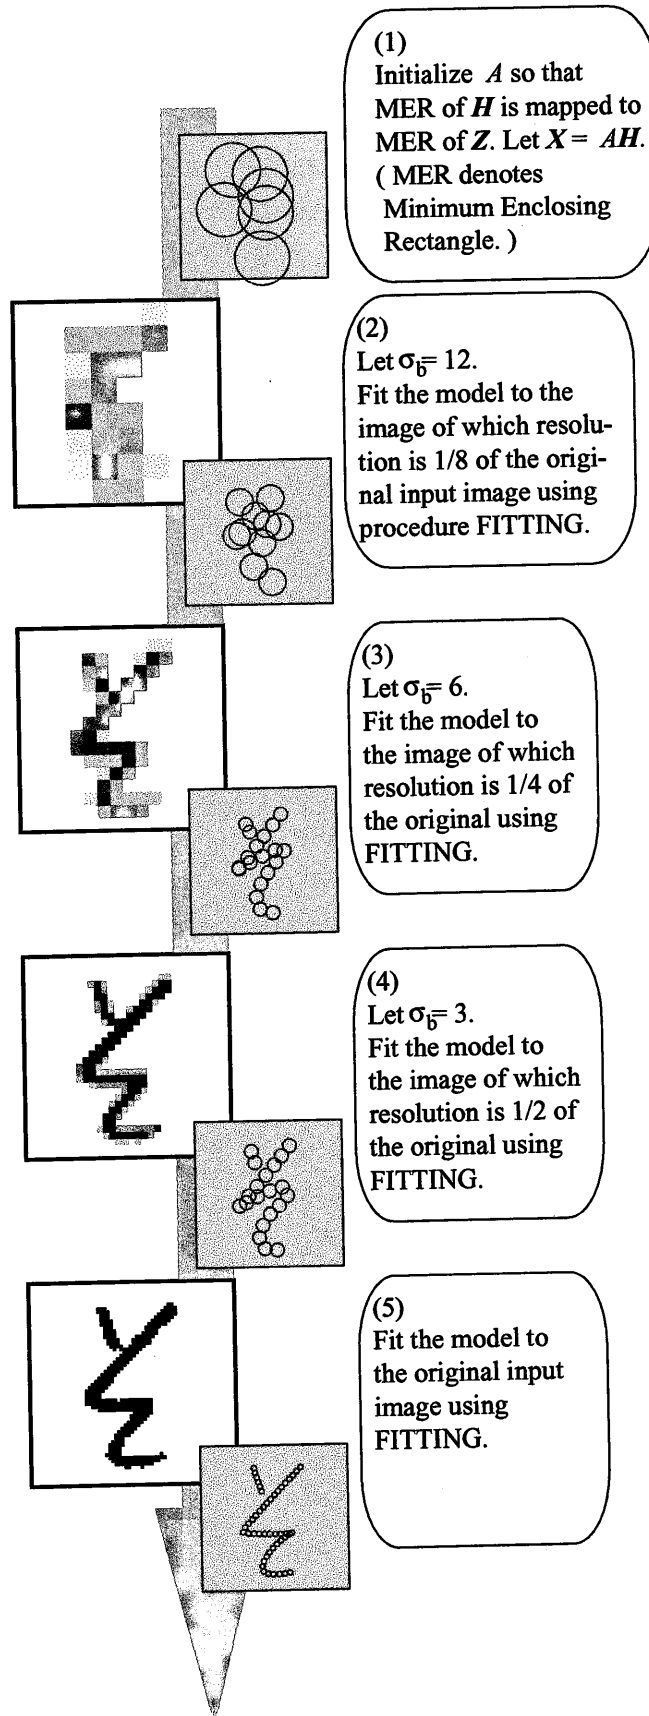 (1)
Initialize A so that
MER of H is mapped to
MER of Z. Let X = AH.
( MER denotes
Minimum Enclosing
Rectangle. )
(2)
Let σb= 12.
Fit the model to the
image of which resolu-
tion is 1/8 of the origi-
nal input image using
procedure FITTING.
(3)
Let σb= 6.
Fit the model to
the image of which
resolution is 1/4 of
the original using
FITTING.
(4)
Let σb= 3.
Fit the model to
the image of which
resolution is 1/2 of
the original using
FITTING.
(5)
Fit the model to
the original input
image using
FITTING.